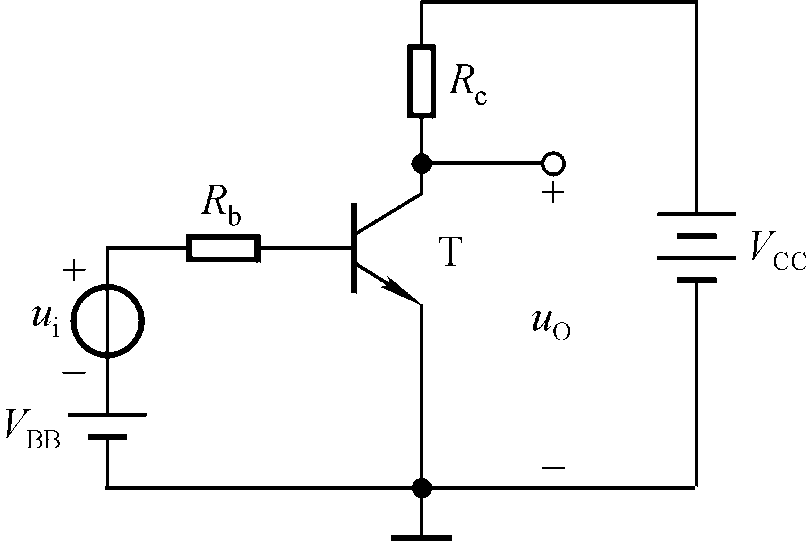 R_c
+
R_b
T
V_CC
+
u_i
u_O
−
V_BB
−